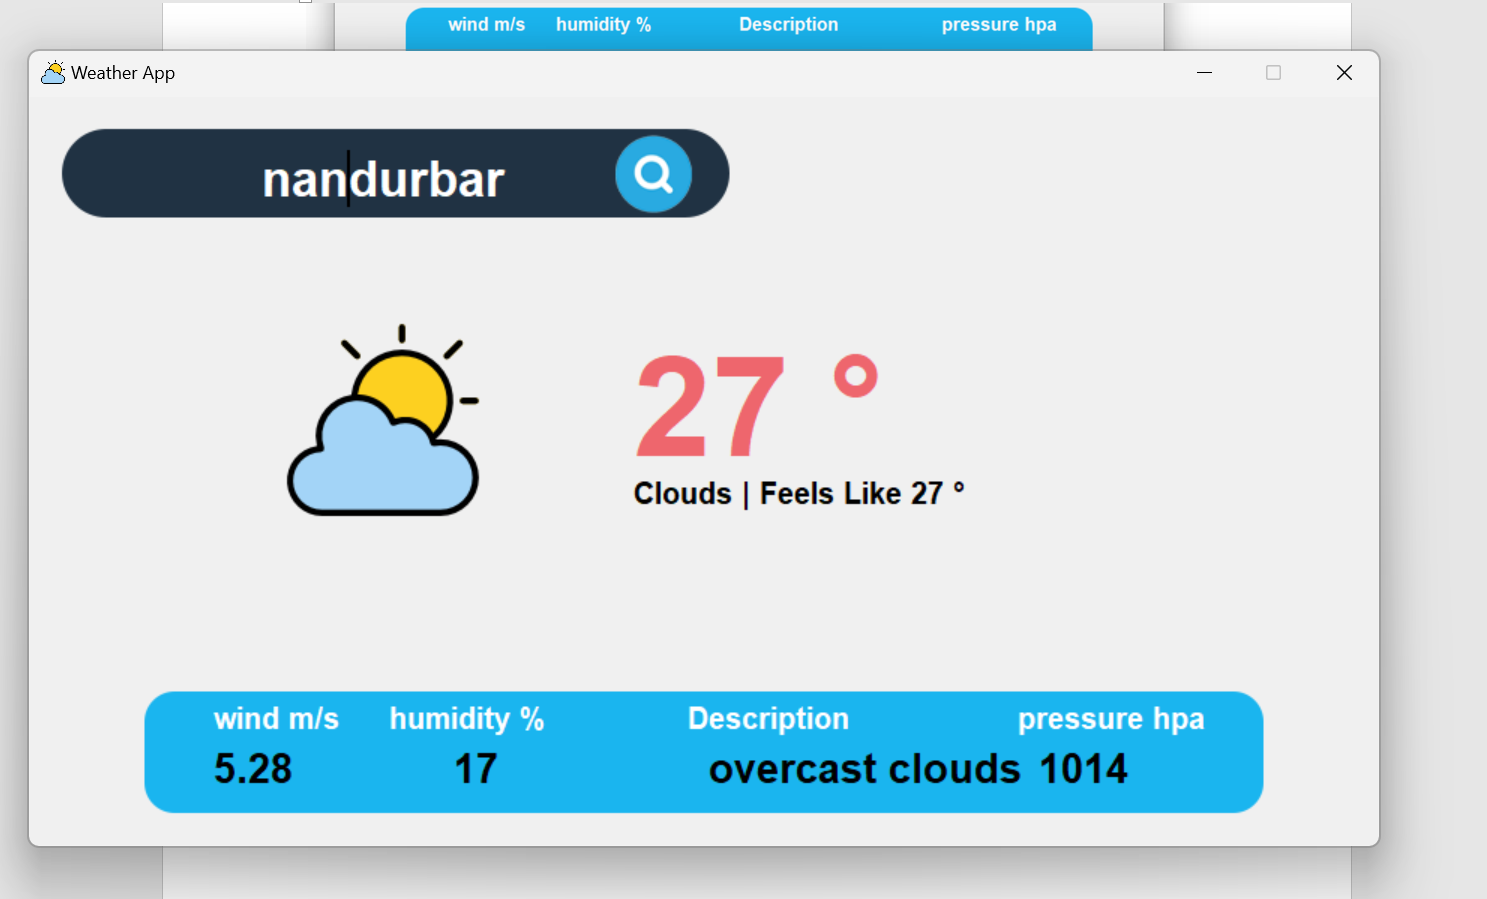 wind m/s humidity % Description pressure hpa
Weather App
nandurbar
27 °
Clouds | Feels Like 27 °
wind m/s humidity % Description pressure hpa
5.28 17 overcast clouds 1014